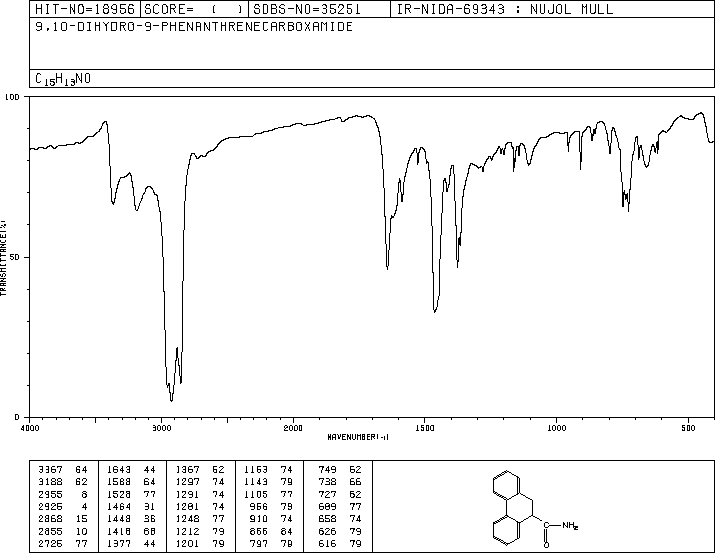 HIT-NO=18956 SCORE= ( ) SDBS-NO=35251 IR-NIDA-69343 : NUJOL MULL
9,10-DIHYDRO-9-PHENANTHRENECARBOXAMIDE
C15H13NO
100
50
0
TRANSMITTANCE(%)
4000 3000 2000 1500 1000 500
WAVENUMBER(-1)
3367 64 1643 44 1367 52 1163 74 749 62
3188 62 1588 64 1297 74 1143 79 738 66
2955 8 1528 77 1291 74 1105 77 727 62
2925 4 1464 31 1281 74 956 79 689 77
2868 15 1448 36 1248 77 910 74 658 74
2855 10 1418 68 1212 79 866 84 626 79
2725 77 1377 44 1201 79 797 79 616 79
NH2
O